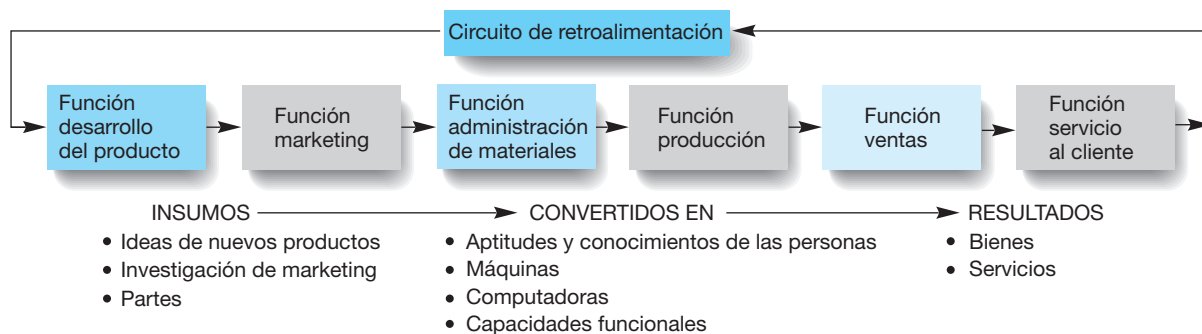 Circuito de retroalimentación
Función
desarrollo
del producto
Función
marketing
Función
administración
de materiales
Función
producción
Función
ventas
Función
servicio
al cliente
INSUMOS
• Ideas de nuevos productos
• Investigación de marketing
• Partes
CONVERTIDOS EN
• Aptitudes y conocimientos de las personas
• Máquinas
• Computadoras
• Capacidades funcionales
RESULTADOS
• Bienes
• Servicios